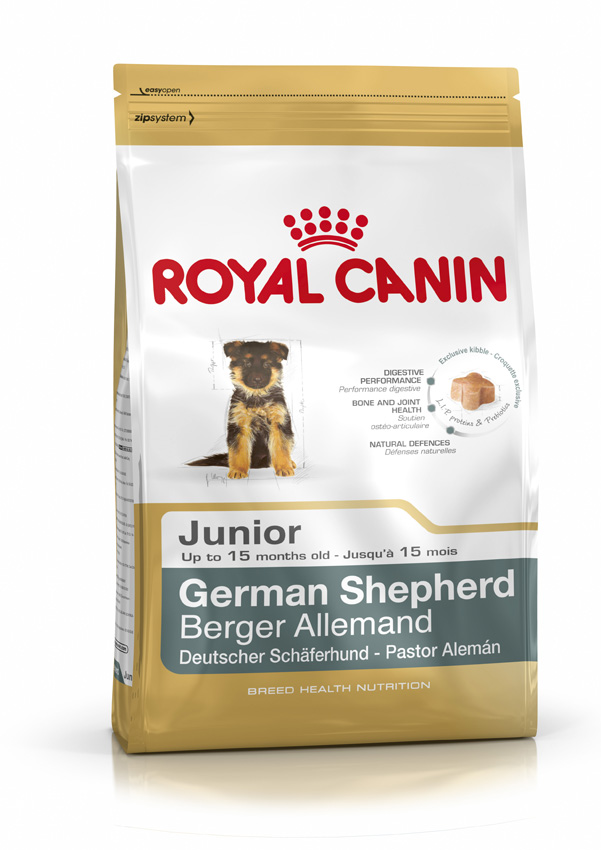 easyopen
zipsystem
ROYAL CANIN
DIGESTIVE
PERFORMANCE
Performance digestive
BONE AND JOINT
HEALTH
Soutien
ostéo-articulaire
NATURAL DEFENCES
Défenses naturelles
Exclusive kibble - Croquette exclusive
L.I.P proteins & Prebiotics
Junior
Up to 15 months old - Jusqu'à 15 mois
German Shepherd
Berger Allemand
Deutscher Schäferhund - Pastor Alemán
BREED HEALTH NUTRITION